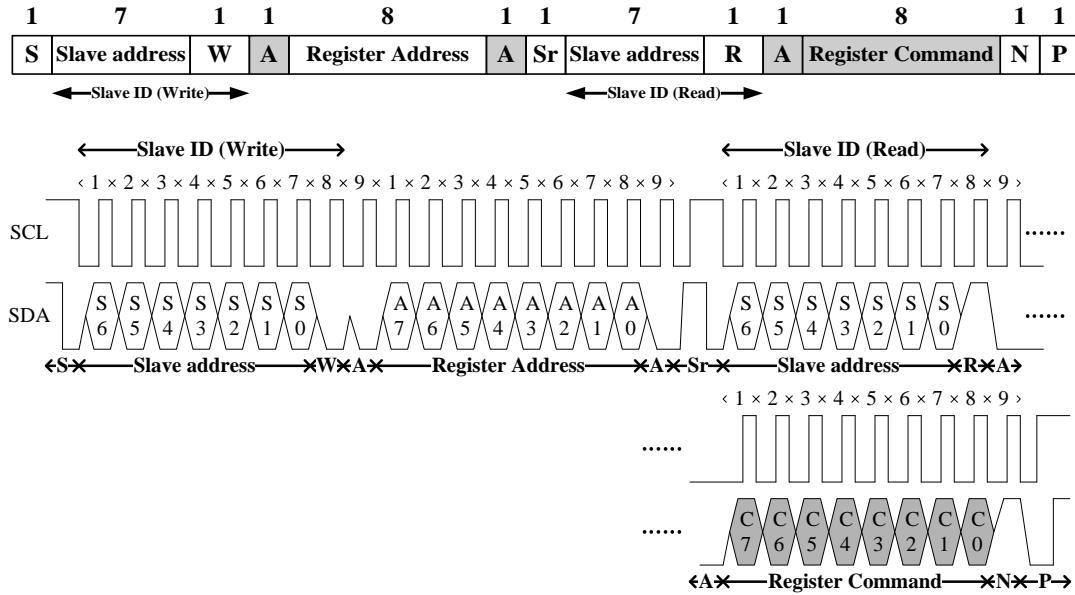 1 7 1 1 8 1 1 7 1 1 8 1 1
S Slave address W A Register Address A Sr Slave address R A Register Command N P
Slave ID (Write) Slave ID (Read)
Slave ID (Write) Slave ID (Read)
‹ 1 × 2 × 3 × 4 × 5 × 6 × 7 × 8 × 9 × 1 × 2 × 3 × 4 × 5 × 6 × 7 × 8 × 9 › ‹ 1 × 2 × 3 × 4 × 5 × 6 × 7 × 8 × 9 ›
SCL ......
SDA S6 S5 S4 S3 S2 S1 S0 A7 A6 A5 A4 A3 A2 A1 A0 S6 S5 S4 S3 S2 S1 S0 ......
S Slave address W A Register Address A Sr Slave address R A
‹ 1 × 2 × 3 × 4 × 5 × 6 × 7 × 8 × 9 ›
......
...... C7 C6 C5 C4 C3 C2 C1 C0
A Register Command N P